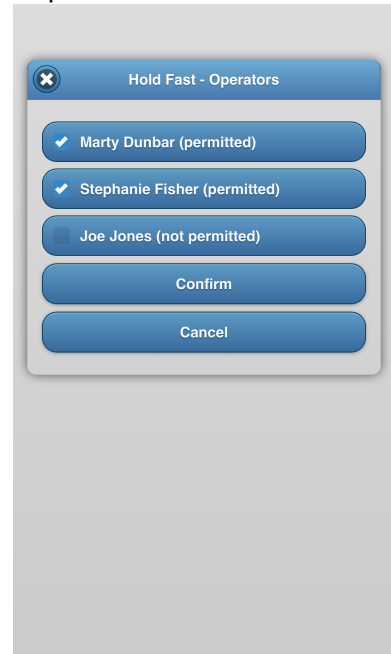 Hold Fast - Operators
Marty Dunbar (permitted)
Stephanie Fisher (permitted)
Joe Jones (not permitted)
Confirm
Cancel